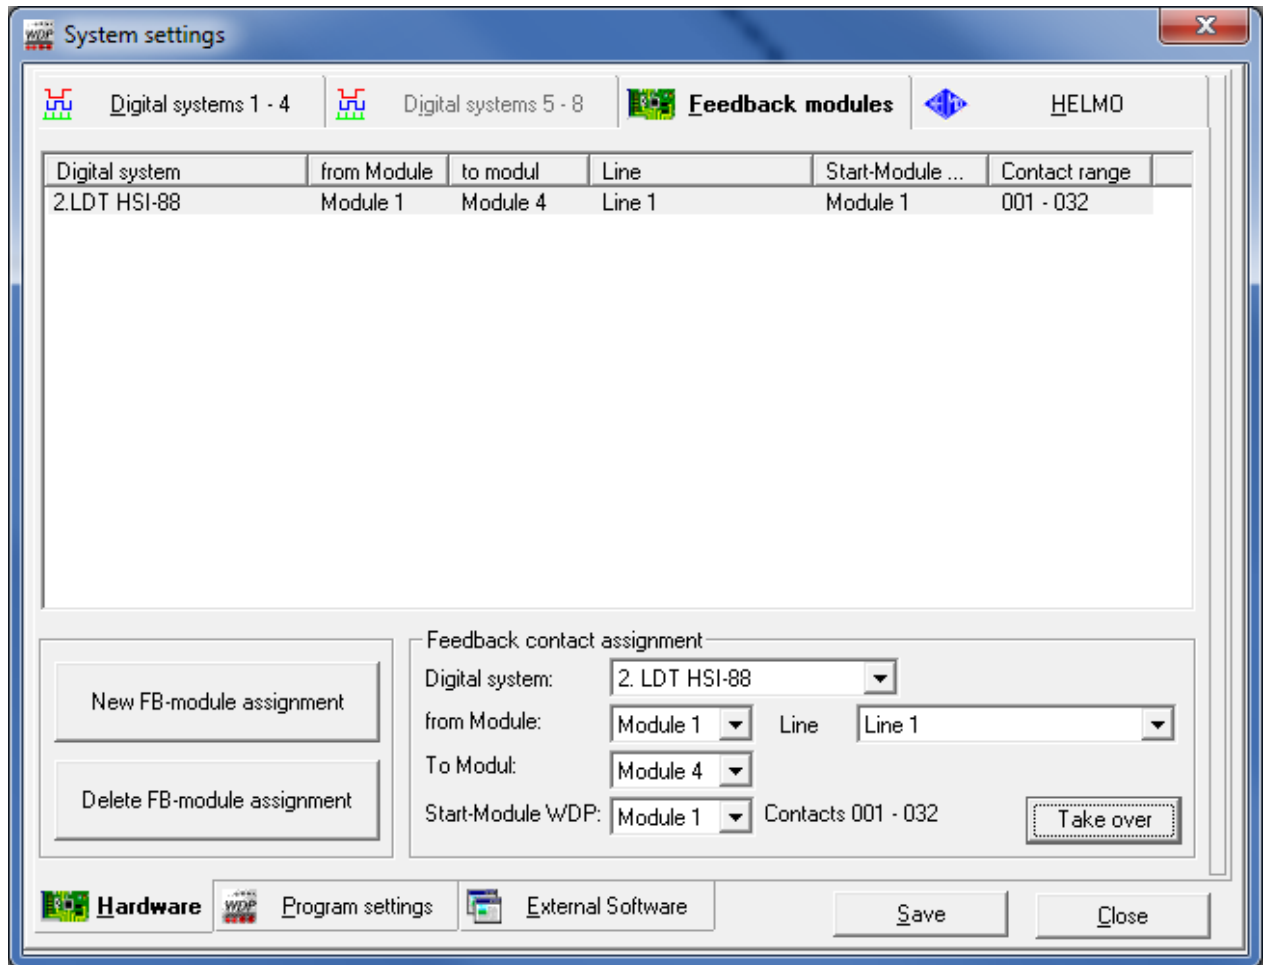 WDP System settings
Digital systems 1 - 4 Digital systems 5 - 8 Feedback modules HELMO
Digital system from Module to modul Line Start-Module ... Contact range
2.LDT HSI-88 Module 1 Module 4 Line 1 Module 1 001 - 032
New FB-module assignment
Delete FB-module assignment
Feedback contact assignment
Digital system: 2. LDT HSI-88
from Module: Module 1 Line Line 1
To Modul: Module 4
Start-Module WDP: Module 1 Contacts 001 - 032
Take over
Hardware WDP Program settings External Software
Save Close